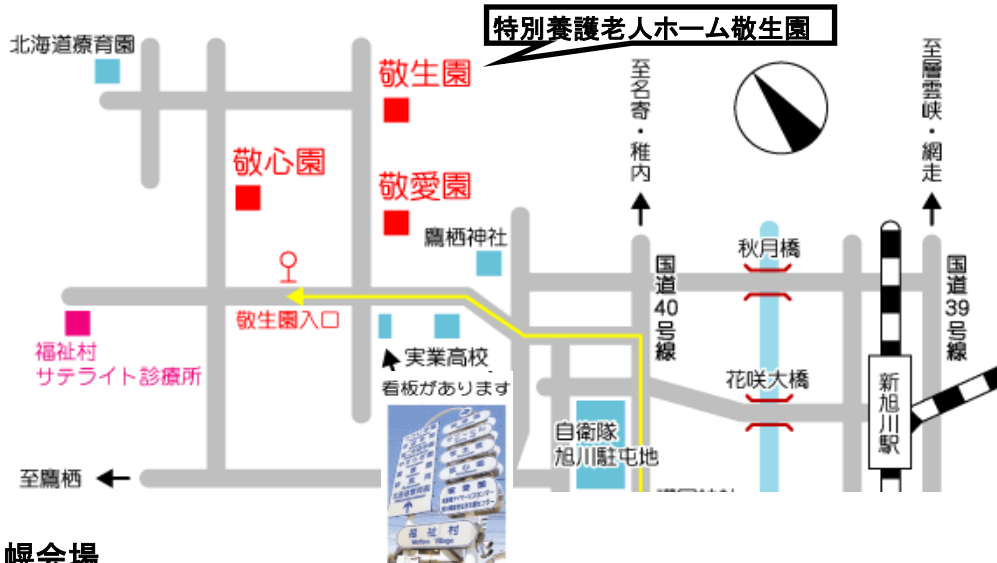 特別養護老人ホーム敬生園
北海道療育園
敬生園
至名寄・稚内
至層雲峡・網走
敬心園
敬愛園
鷹栖神社
秋月橋
国道40号線
国道39号線
敬生園入口
福祉村
サテライト診療所
実業高校
看板があります
花咲大橋
新旭川駅
自衛隊
旭川駐屯地
至鷹栖
福祉村
幌会場